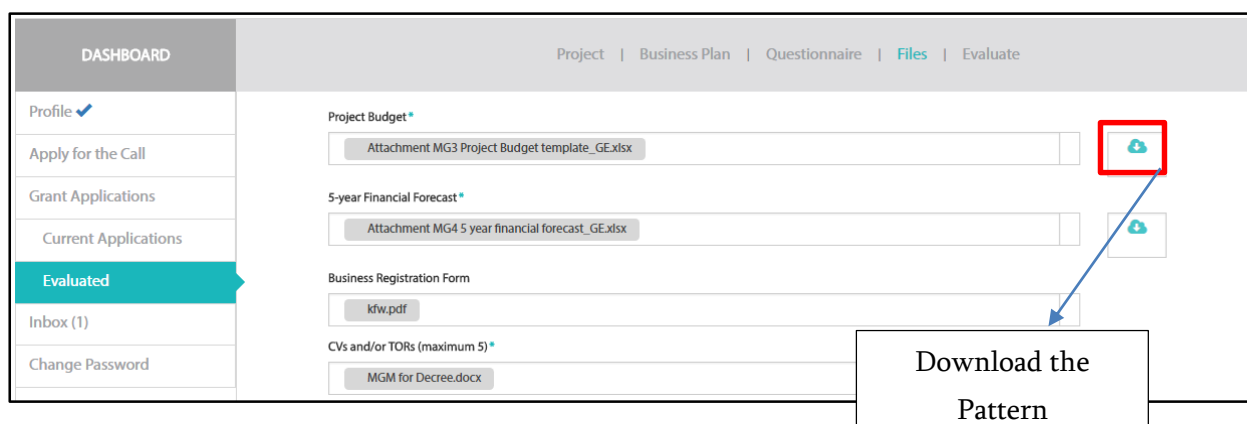 DASHBOARD
Project | Business Plan | Questionnaire | Files | Evaluate
Profile
Apply for the Call
Grant Applications
Current Applications
Evaluated
Inbox (1)
Change Password
Project Budget*
Attachment MG3 Project Budget template_GE.xlsx
5-year Financial Forecast*
Attachment MG4 5 year financial forecast_GE.xlsx
Business Registration Form
kfw.pdf
CVs and/or TORs (maximum 5)*
MGM for Decree.docx
Download the
Pattern